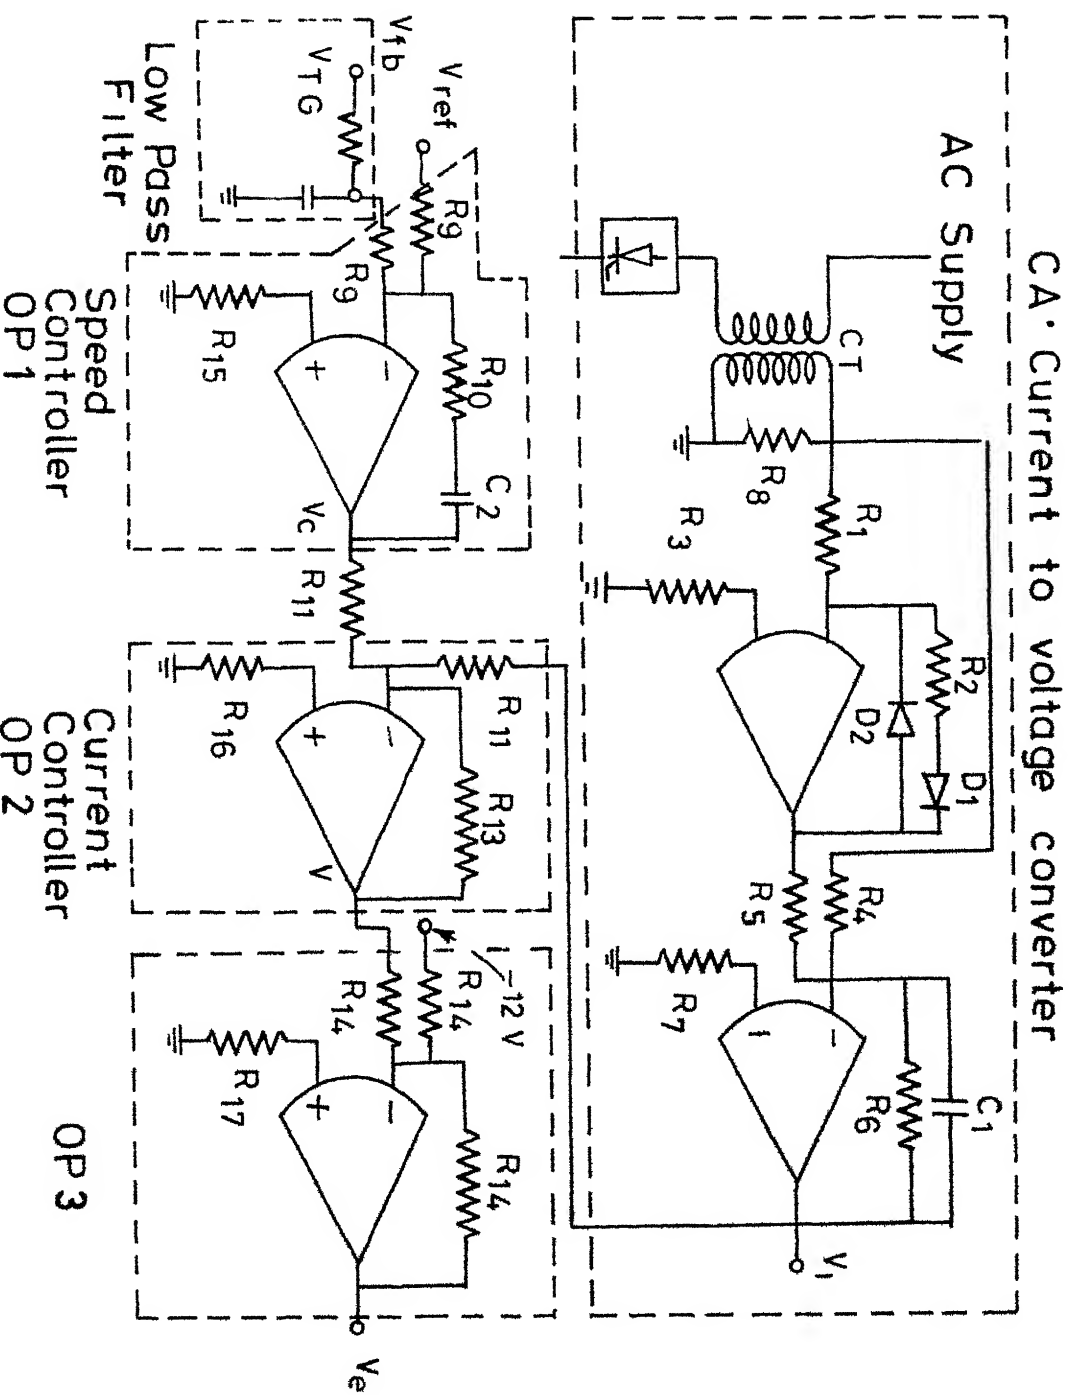 CA. Current to voltage converter
AC Supply
CT
R8
R1
R3
R2
D1
D2
R4
R5
R7
C1
R6
V1
Vfb
VTG
Low Pass
Filter
Vref
R9
R9
R10
C2
R15
+
−
Vc
Speed
Controller
OP 1
R11
R11
R13
R16
+
−
V
Current
Controller
OP 2
-12 V
R14
R14
R14
R17
+
−
Ve
OP 3